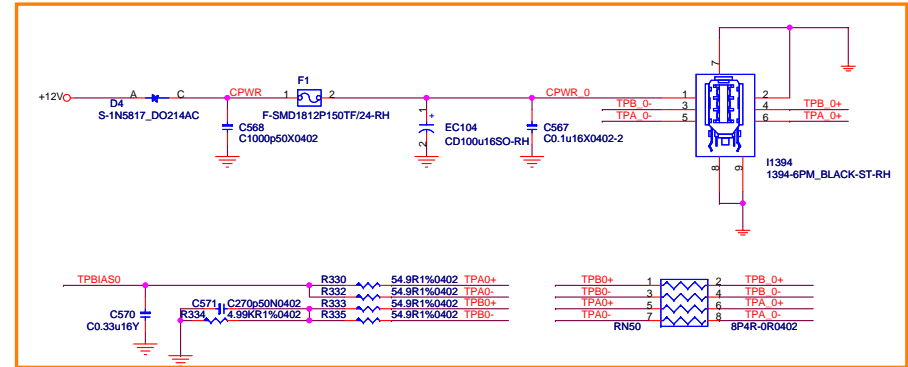 F1
+12V
A
C
CPWR
1
2
CPWR_0
D4
S-1N5817_DO214AC
F-SMD1812P150TF/24-RH
C568
C1000p50X0402
1
+
2
EC104
CD100u16SO-RH
C567
C0.1u16X0402-2
7
1
2
TPB_0-
3
4
TPB_0+
TPA_0-
5
6
TPA_0+
8
9
I1394
1394-6PM_BLACK-ST-RH
TPBIAS0
R330
54.9R1%0402
TPA0+
R332
54.9R1%0402
TPA0-
C571
C270p50N0402
R333
54.9R1%0402
TPB0+
R334
4.99KR1%0402
R335
54.9R1%0402
TPB0-
C570
C0.33u16Y
TPB0+
1
2
TPB_0+
TPB0-
3
4
TPB_0-
TPA0+
5
6
TPA_0+
TPA0-
7
8
TPA_0-
RN50
8P4R-0R0402